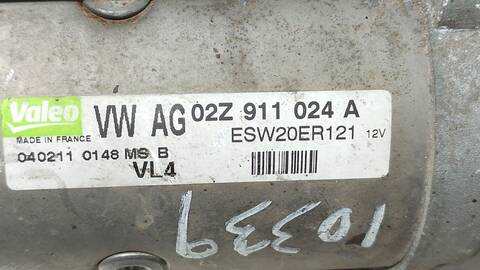 Valeo VW AG 02Z 911 024 A
MADE IN FRANCE ESW20ER121 12V
040211 0148 MS B
VL4
10339